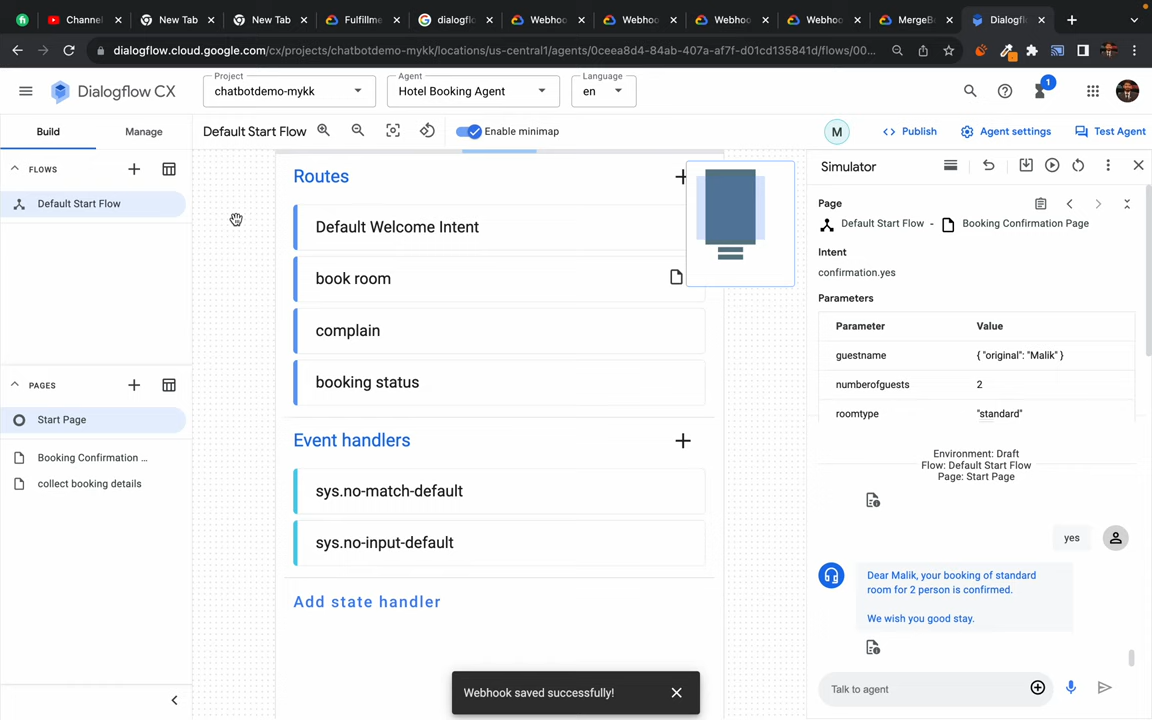 Channel
New Tab
New Tab
Fulfillme
dialogfl
Webhoo
Webhoo
Webhoo
Webhoo
MergeB
Dialogfl
dialogflow.cloud.google.com/cx/projects/chatbotdemo-mykk/locations/us-central1/agents/0ceea8d4-84ab-407a-af7f-d01cd135841d/flows/00...
Dialogflow CX
Project
chatbotdemo-mykk
Agent
Hotel Booking Agent
Language
en
1
Build
Manage
Default Start Flow
Enable minimap
M
Publish
Agent settings
Test Agent
FLOWS
Default Start Flow
PAGES
Start Page
Booking Confirmation ...
collect booking details
Routes
Default Welcome Intent
book room
complain
booking status
Event handlers
sys.no-match-default
sys.no-input-default
Add state handler
Webhook saved successfully!
Simulator
Page
Default Start Flow - Booking Confirmation Page
Intent
confirmation.yes
Parameters
Parameter Value
guestname { "original": "Malik" }
numberofguests 2
roomtype "standard"
Environment: Draft
Flow: Default Start Flow
Page: Start Page
yes
Dear Malik, your booking of standard
room for 2 person is confirmed.
We wish you good stay.
Talk to agent